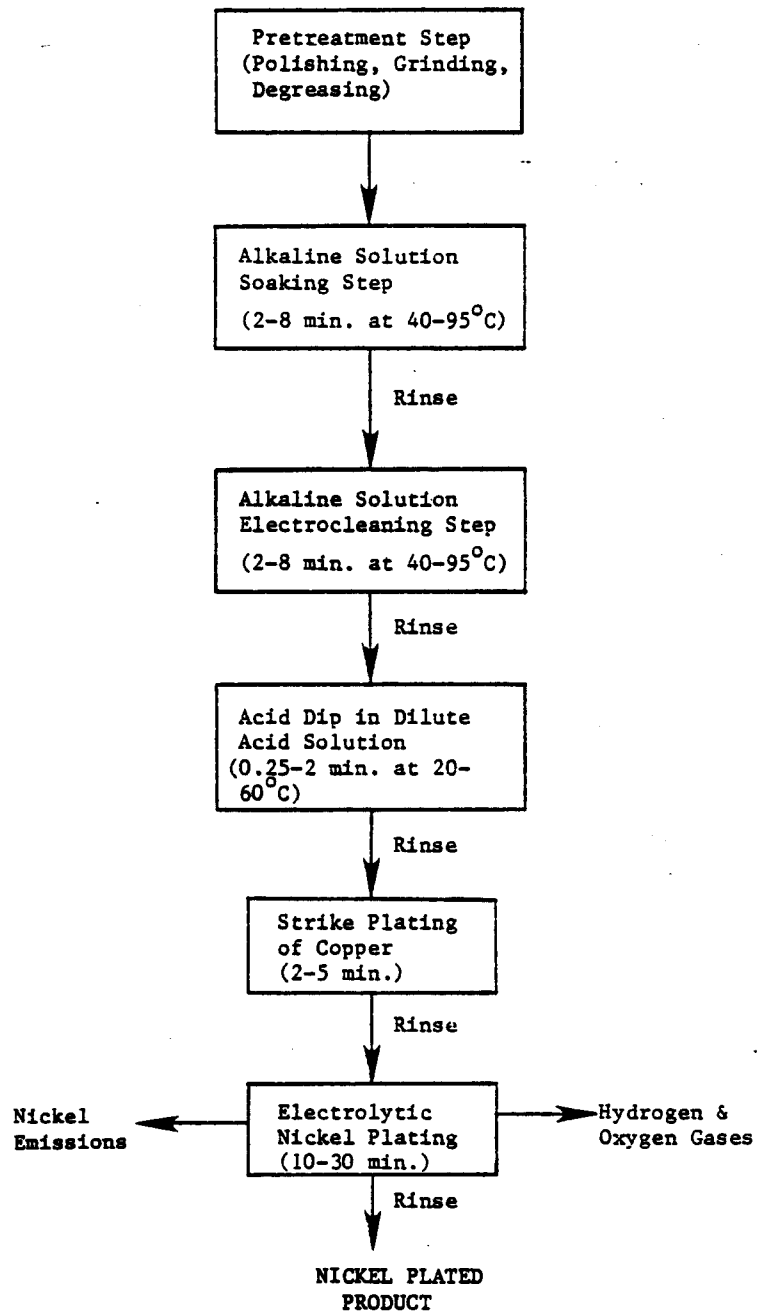 Pretreatment Step
(Polishing, Grinding,
Degreasing)
Alkaline Solution
Soaking Step
(2-8 min. at 40-95°C)
Rinse
Alkaline Solution
Electrocleaning Step
(2-8 min. at 40-95°C)
Rinse
Acid Dip in Dilute
Acid Solution
(0.25-2 min. at 20-
60°C)
Rinse
Strike Plating
of Copper
(2-5 min.)
Rinse
Nickel
Emissions
Electrolytic
Nickel Plating
(10-30 min.)
Hydrogen &
Oxygen Gases
Rinse
NICKEL PLATED
PRODUCT